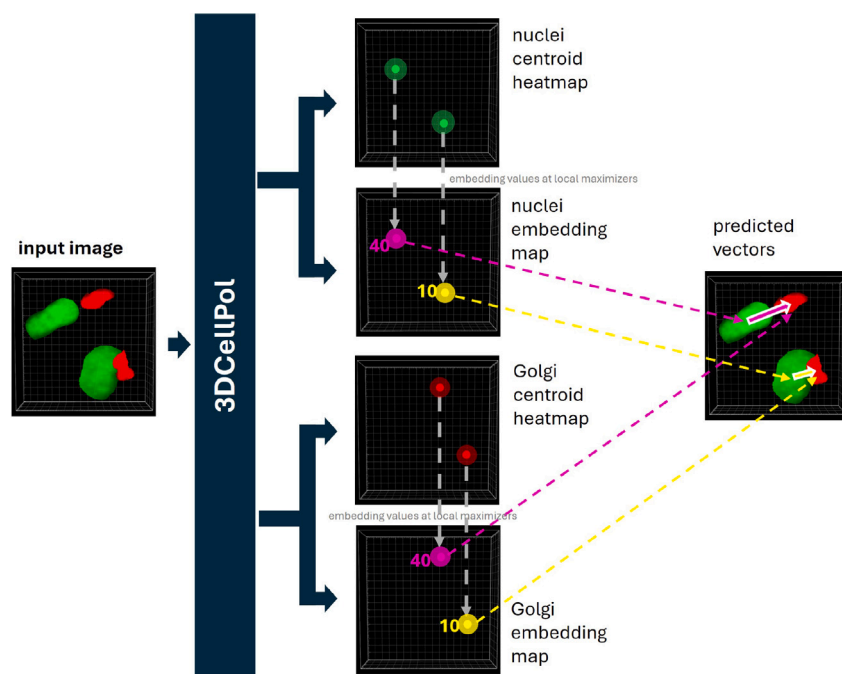 input image
3DCellPol
nuclei
centroid
heatmap
embedding values at local maximizers
nuclei
embedding
map
40
10
Golgi
centroid
heatmap
embedding values at local maximizers
40
10
Golgi
embedding
map
predicted
vectors